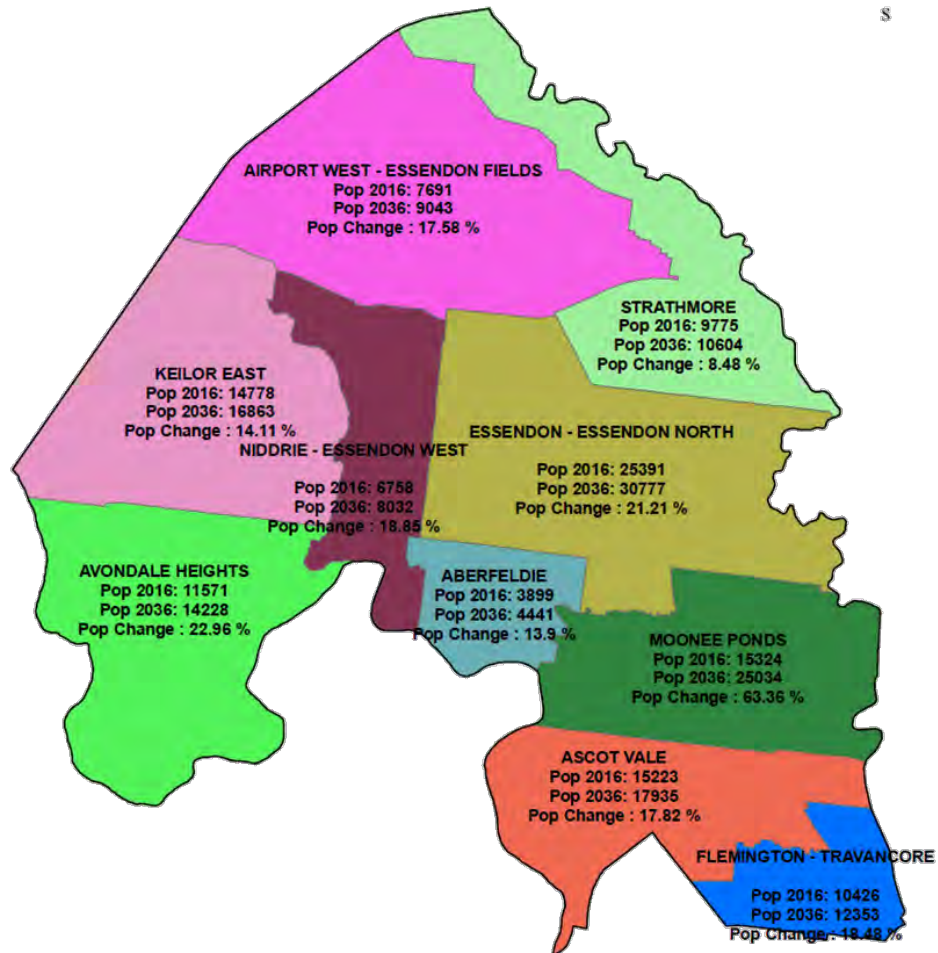 S
AIRPORT WEST - ESSENDON FIELDS
Pop 2016: 7691
Pop 2036: 9043
Pop Change : 17.58 %
STRATHMORE
Pop 2016: 9775
Pop 2036: 10604
Pop Change : 8.48 %
KEILOR EAST
Pop 2016: 14778
Pop 2036: 16863
Pop Change : 14.11 %
NIDDRIE - ESSENDON WEST
Pop 2016: 6758
Pop 2036: 8032
Pop Change : 18.85 %
ESSENDON - ESSENDON NORTH
Pop 2016: 25391
Pop 2036: 30777
Pop Change : 21.21 %
AVONDALE HEIGHTS
Pop 2016: 11571
Pop 2036: 14228
Pop Change : 22.96 %
ABERFELDIE
Pop 2016: 3899
Pop 2036: 4441
Pop Change : 13.9 %
MOONEE PONDS
Pop 2016: 15324
Pop 2036: 25034
Pop Change : 63.36 %
ASCOT VALE
Pop 2016: 15223
Pop 2036: 17935
Pop Change : 17.82 %
FLEMINGTON - TRAVANCORE
Pop 2016: 10426
Pop 2036: 12353
Pop Change : 18.48 %